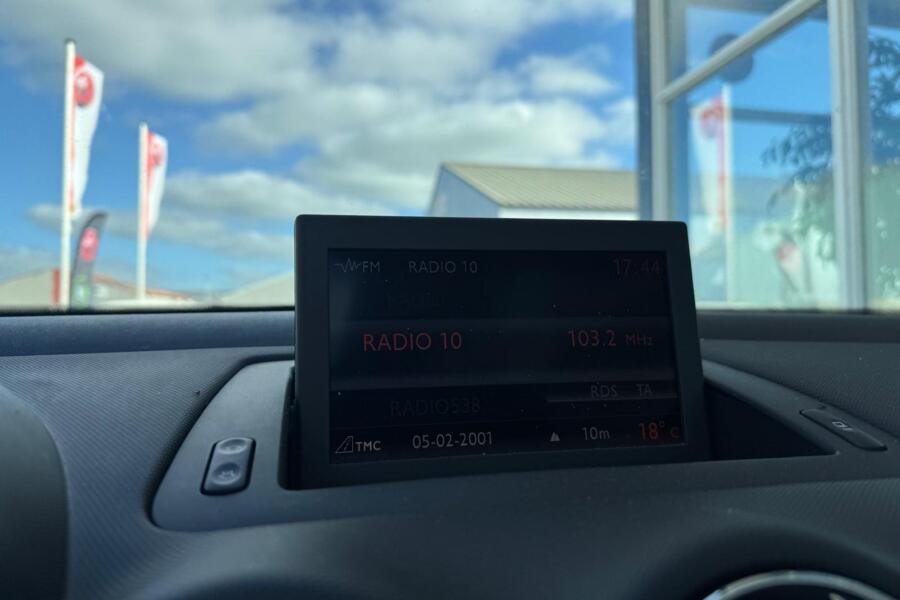 FM RADIO 10 17:44
RADIO 10 103.2 MHz
RDS TA
RADIO538
TMC 05-02-2001 10m 18°C